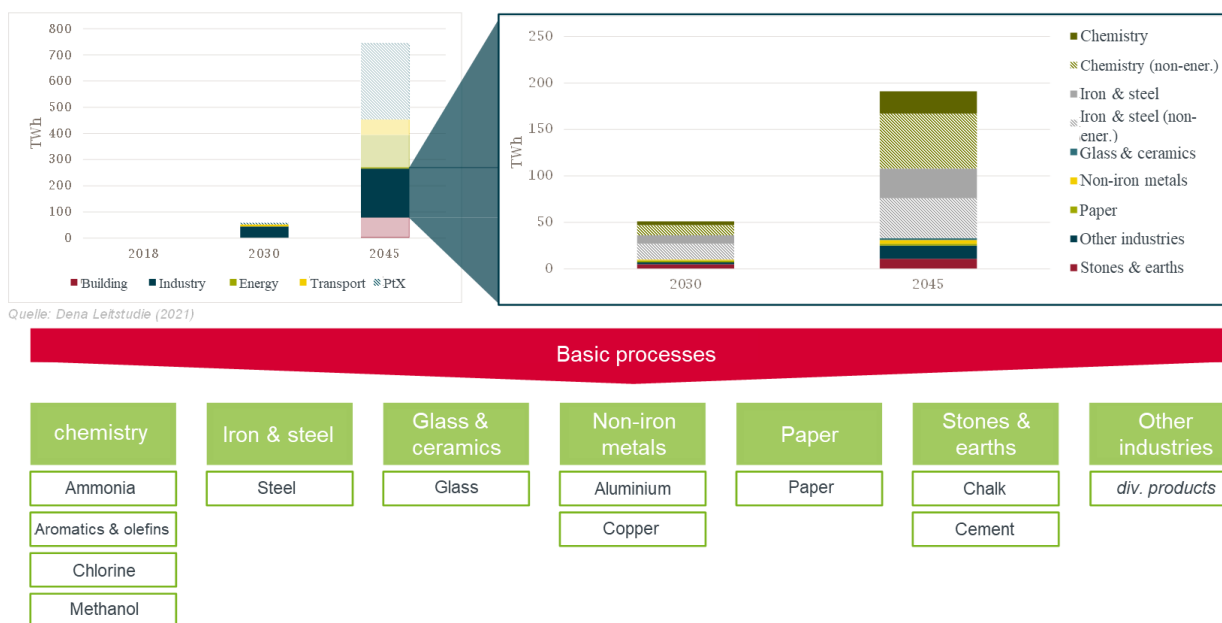 800
700
600
500
400
300
200
100
0
TWh
2018
2030
2045
Building
Industry
Energy
Transport
PtX
250
200
150
100
50
0
TWh
2030
2045
Chemistry
Chemistry (non-ener.)
Iron & steel
Iron & steel (non-
ener.)
Glass & ceramics
Non-iron metals
Paper
Other industries
Stones & earths
Quelle: Dena Leitstudie (2021)
Basic processes
chemistry
Iron & steel
Glass &
ceramics
Non-iron
metals
Paper
Stones &
earths
Other
industries
Ammonia
Steel
Glass
Aluminium
Paper
Chalk
div. products
Aromatics & olefins
Copper
Cement
Chlorine
Methanol